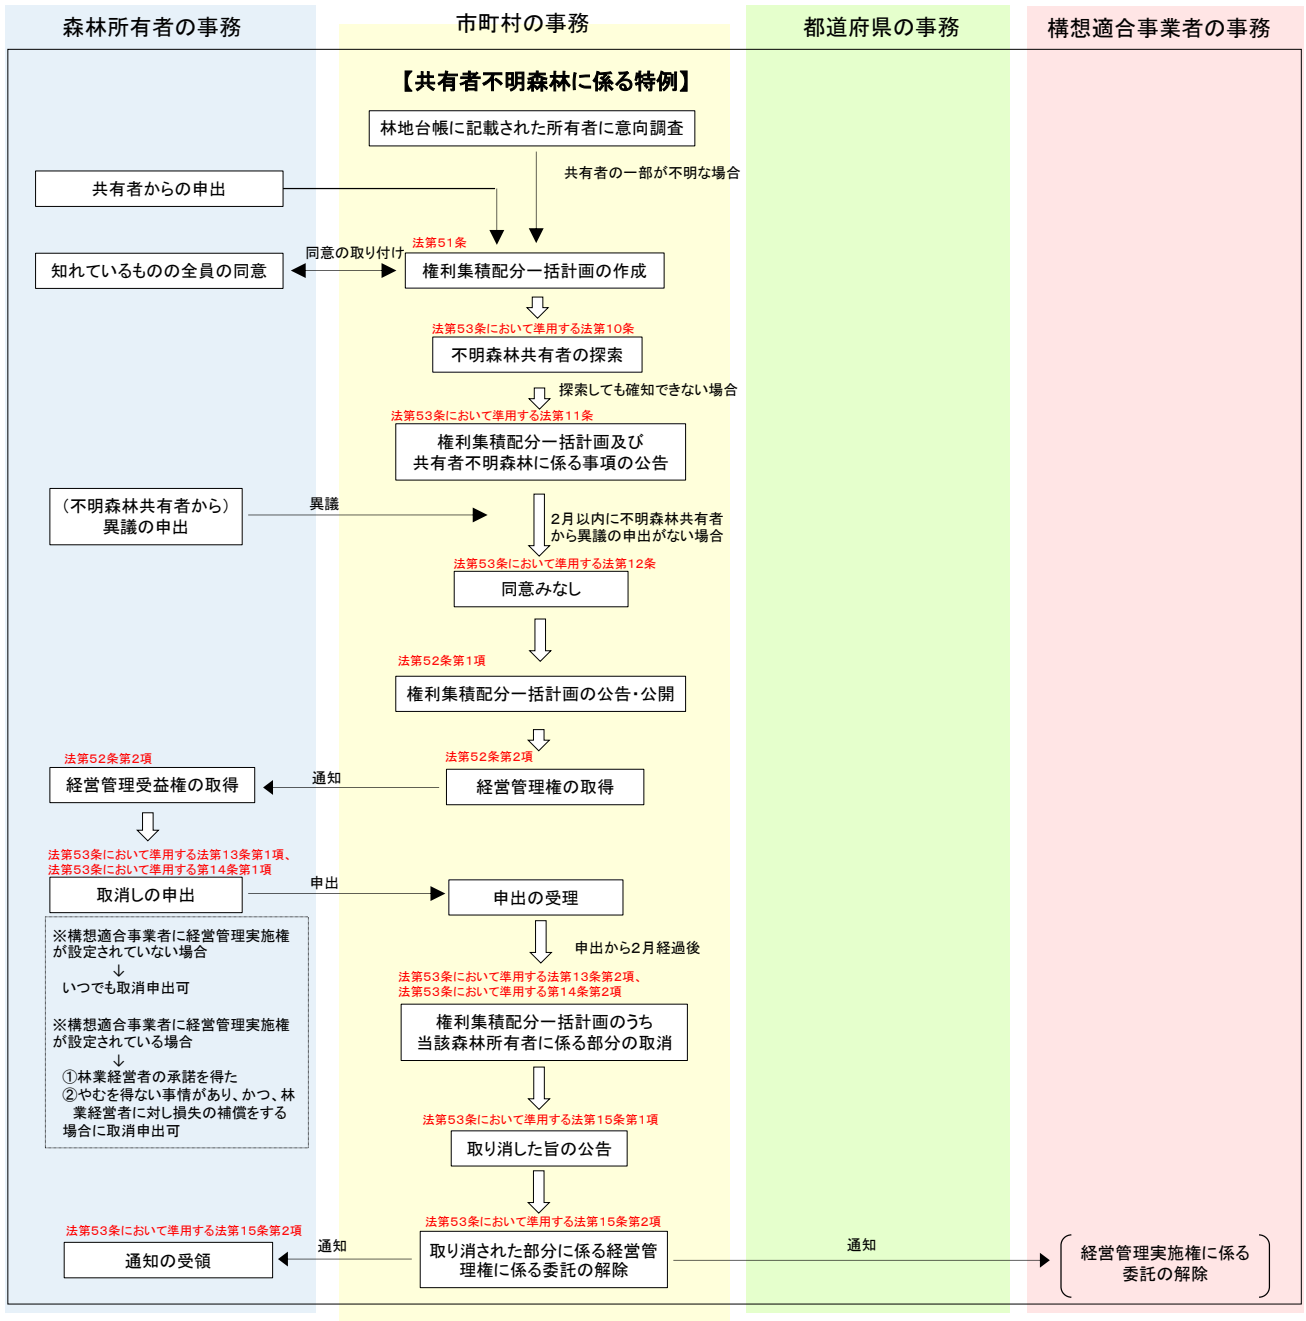 森林所有者の事務
市町村の事務
都道府県の事務
構想適合事業者の事務
【共有者不明森林に係る特例】
林地台帳に記載された所有者に意向調査
共有者の一部が不明な場合
共有者からの申出
法第51条
同意の取り付け
知れているものの全員の同意
権利集積配分一括計画の作成
法第53条において準用する法第10条
不明森林共有者の探索
探索しても確知できない場合
法第53条において準用する法第11条
権利集積配分一括計画及び
共有者不明森林に係る事項の公告
（不明森林共有者から）
異議の申出
異議
２月以内に不明森林共有者
から異議の申出がない場合
法第53条において準用する法第12条
同意みなし
法第52条第1項
権利集積配分一括計画の公告・公開
法第52条第2項
経営管理受益権の取得
通知
法第52条第2項
経営管理権の取得
法第53条において準用する法第13条第1項、
法第53条において準用する第14条第1項
取消しの申出
申出
申出の受理
※構想適合事業者に経営管理実施権
が設定されていない場合
↓
いつでも取消申出可
※構想適合事業者に経営管理実施権
が設定されている場合
↓
①林業経営者の承諾を得た
②やむを得ない事情があり、かつ、林
業経営者に対し損失の補償をする
場合に取消申出可
申出から２月経過後
法第53条において準用する法第13条第2項、
法第53条において準用する第14条第2項
権利集積配分一括計画のうち
当該森林所有者に係る部分の取消
法第53条において準用する法第15条第1項
取り消した旨の公告
法第53条において準用する法第15条第2項
通知の受領
通知
法第53条において準用する法第15条第2項
取り消された部分に係る経営管
理権に係る委託の解除
通知
経営管理実施権に係る
委託の解除